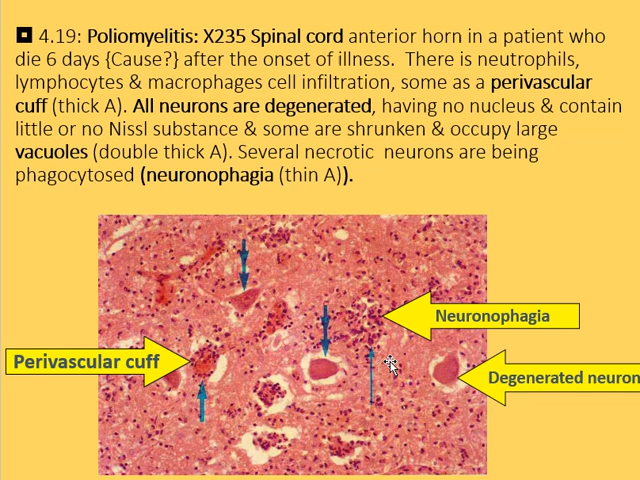 4.19: Poliomyelitis: X235 Spinal cord anterior horn in a patient who
die 6 days {Cause?} after the onset of illness. There is neutrophils,
lymphocytes & macrophages cell infiltration, some as a perivascular
cuff (thick A). All neurons are degenerated, having no nucleus & contain
little or no Nissl substance & some are shrunken & occupy large
vacuoles (double thick A). Several necrotic neurons are being
phagocytosed (neuronophagia (thin A)).
Neuronophagia
Perivascular cuff
Degenerated neuron